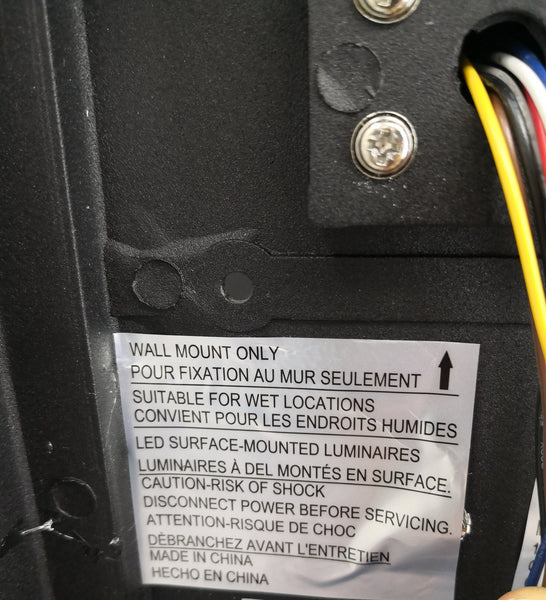 WALL MOUNT ONLY
POUR FIXATION AU MUR SEULEMENT
SUITABLE FOR WET LOCATIONS
CONVIENT POUR LES ENDROITS HUMIDES
LED SURFACE-MOUNTED LUMINAIRES
LUMINAIRES À DEL MONTÉS EN SURFACE.
CAUTION-RISK OF SHOCK
DISCONNECT POWER BEFORE SERVICING.
ATTENTION-RISQUE DE CHOC
DÈBRANCHEZ AVANT L'ENTRETIEN
MADE IN CHINA
HECHO EN CHINA